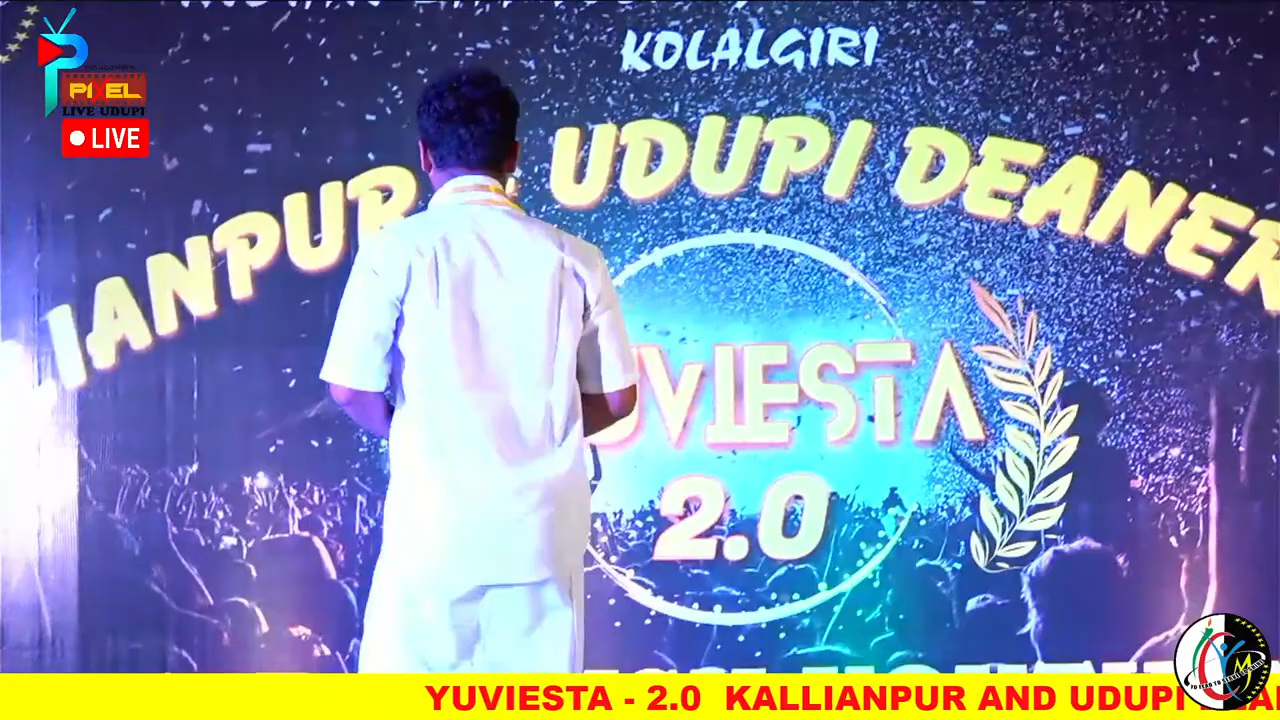 KOLALGIRI
IANPUR & UDUPI DEANER
YUVIESTA
2.0
PIXEL
LIVE UDUPI
LIVE
YUVIESTA - 2.0 KALLIANPUR AND UDUPI